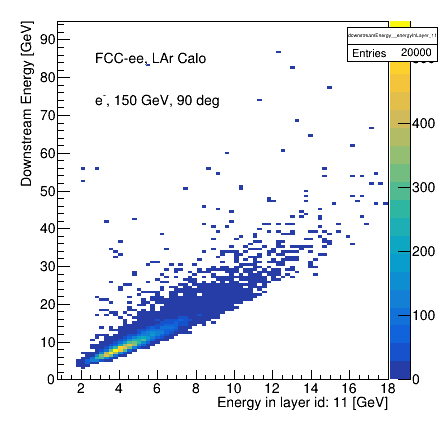 downstreamEnergy__energyInLayer_11
Entries 20000
FCC-ee, LAr Calo
e-, 150 GeV, 90 deg
Downstream Energy [GeV]
90
80
70
60
50
40
30
20
10
0
0 2 4 6 8 10 12 14 16 18
Energy in layer id: 11 [GeV]
400
300
200
100
0